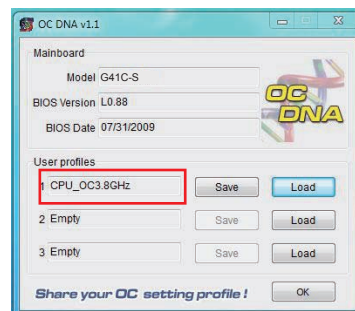 OC DNA v1.1
Mainboard
Model G41C-S
BIOS Version L0.88
BIOS Date 07/31/2009
OC
DNA
User profiles
1 CPU_OC3.8GHz Save Load
2 Empty Save Load
3 Empty Save Load
Share your OC setting profile! OK